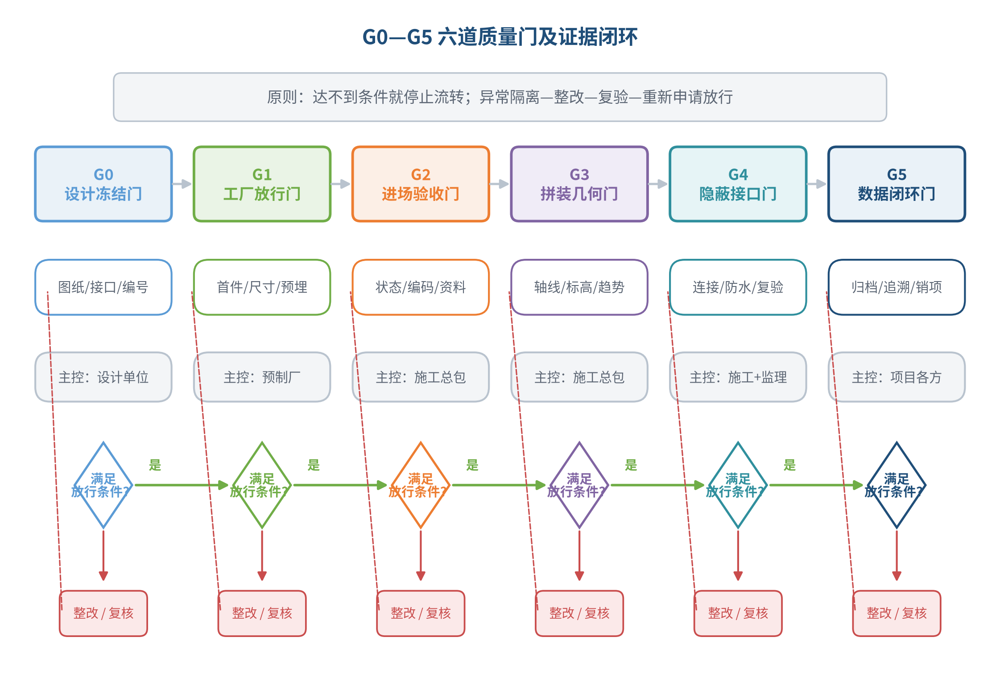 G0—G5 六道质量门及证据闭环
原则：达不到条件就停止流转；异常隔离—整改—复验—重新申请放行
G0
设计冻结门
G1
工厂放行门
G2
进场验收门
G3
拼装几何门
G4
隐蔽接口门
G5
数据闭环门
图纸/接口/编号
首件/尺寸/预埋
状态/编码/资料
轴线/标高/趋势
连接/防水/复验
归档/追溯/销项
主控：设计单位
主控：预制厂
主控：施工总包
主控：施工总包
主控：施工+监理
主控：项目各方
是
是
是
是
是
满足
放行条件?
满足
放行条件?
满足
放行条件?
满足
放行条件?
满足
放行条件?
满足
放行条件?
整改 / 复核
整改 / 复核
整改 / 复核
整改 / 复核
整改 / 复核
整改 / 复核